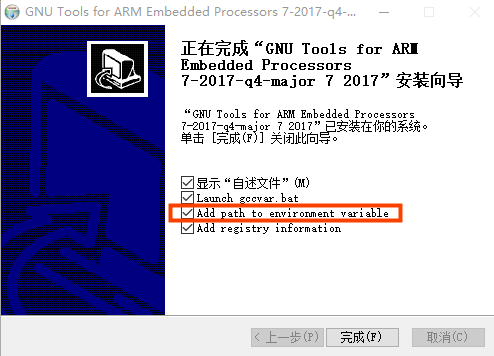 GNU Tools for ARM Embedded Processors 7-2017-q4-...
正在完成“GNU Tools for ARM
Embedded Processors
7-2017-q4-major 7 2017”安装向导
“GNU Tools for ARM Embedded Processors
7-2017-q4-major 7 2017”已安装在你的系统。
单击 [完成(F)] 关闭此向导。
显示“自述文件”(M)
Launch gccvar.bat
Add path to environment variable
Add registry information
< 上一步(P)
完成(F)
取消(C)